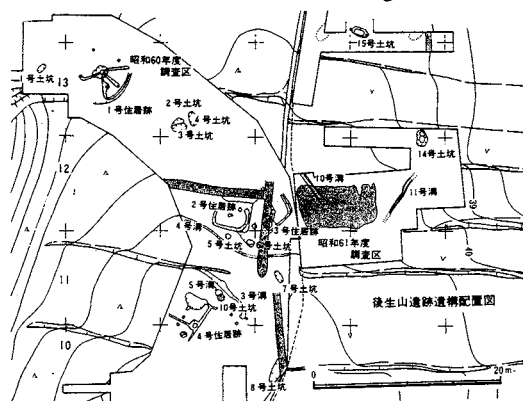 15号土坑
号土坑
昭和60年度
調査区
13
1号住居跡
2号土坑
4号土坑
3号土坑
14号土坑
12
10号溝
11号溝
2号住居跡
4号溝
3号住居跡
39
5号土坑
号土坑
昭和61年度
調査区
40
11
5号溝
3号溝
7号土坑
10号土坑
後生山遺跡遺構配置図
10
4号住居跡
0
20m
8号土坑